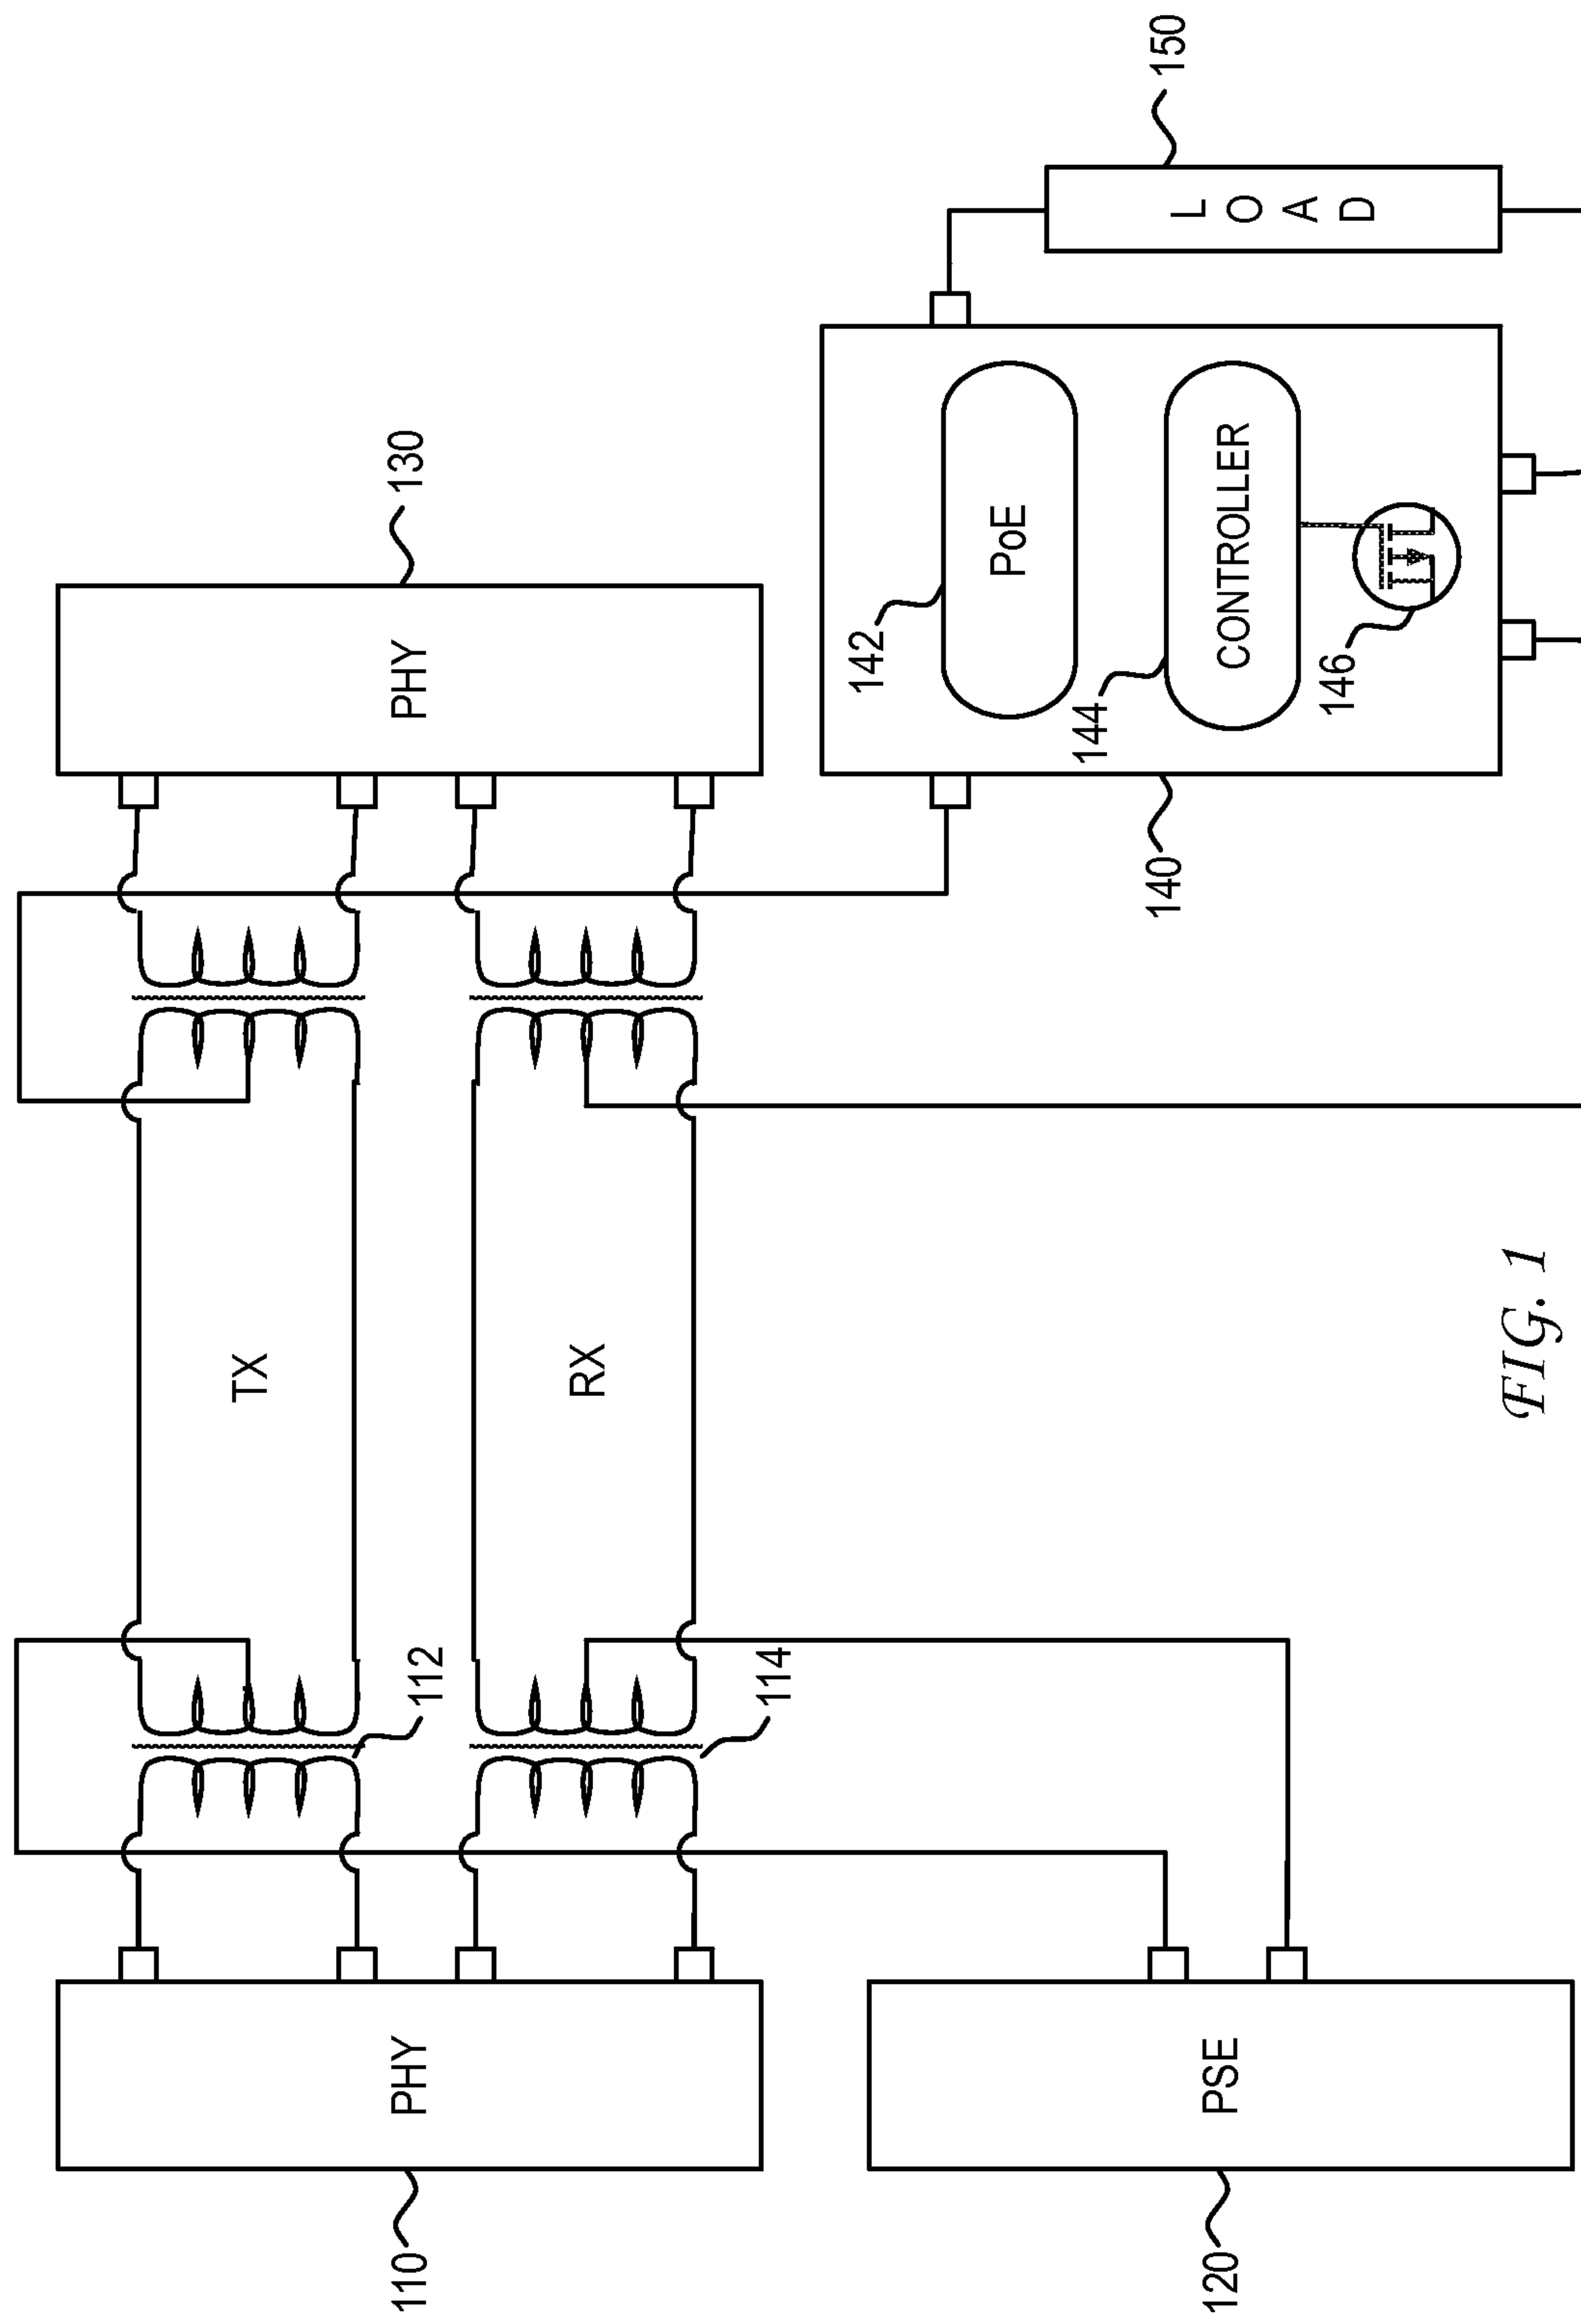 110
PHY
112
TX
114
RX
PHY
130
120
PSE
140
142
PoE
144
CONTROLLER
146
LOAD
150
FIG. 1